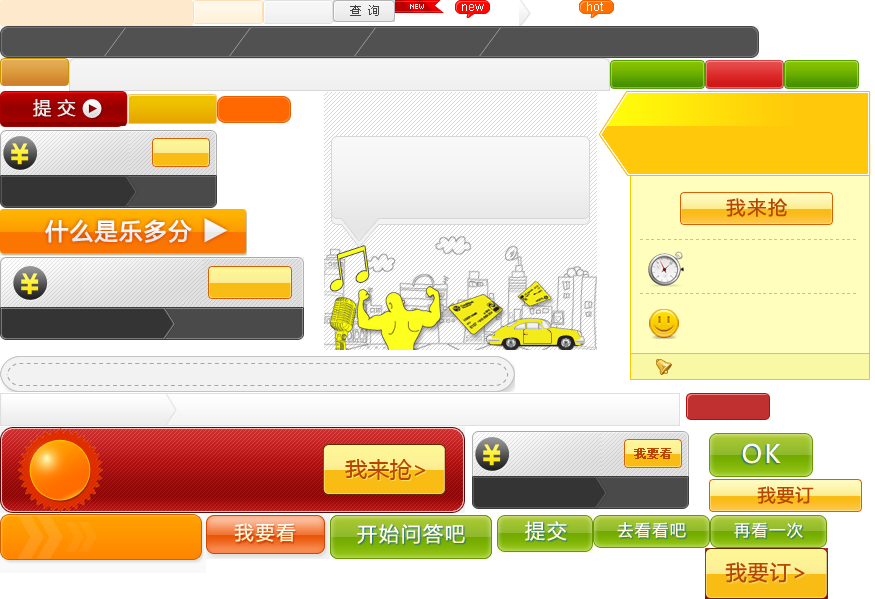 查 询
NEW
new
hot
提 交
¥
什么是乐多分
¥
我来抢
我来抢>
¥
我要看
OK
我要订
我要看
开始问答吧
提交
去看看吧
再看一次
我要订>